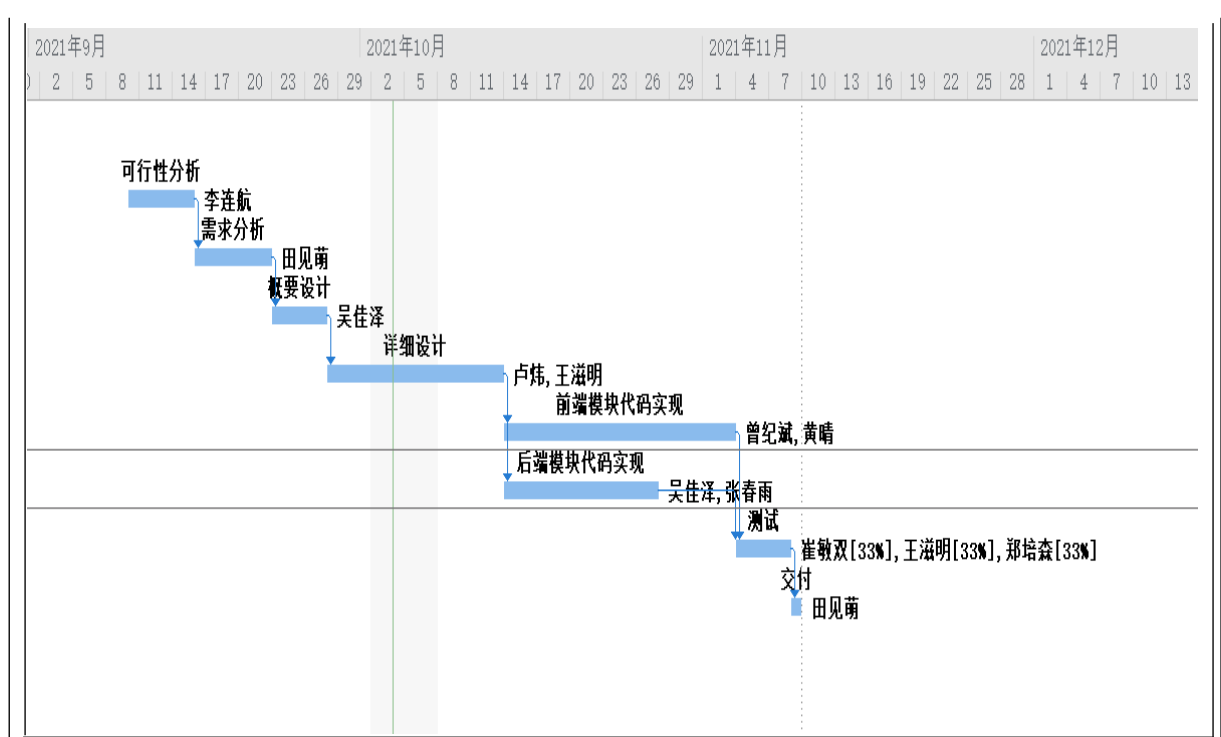 2021年9月 2021年10月 2021年11月 2021年12月
2 5 8 11 14 17 20 23 26 29 2 5 8 11 14 17 20 23 26 29 1 4 7 10 13 16 19 22 25 28 1 4 7 10 13
可行性分析
李连航
需求分析
田见萌
概要设计
吴佳泽
详细设计
卢炜, 王滋明
前端模块代码实现
曾纪斌, 黄晴
后端模块代码实现
吴佳泽, 张春雨
测试
崔敏双[33%], 王滋明[33%], 郑培森[33%]
交付
田见萌